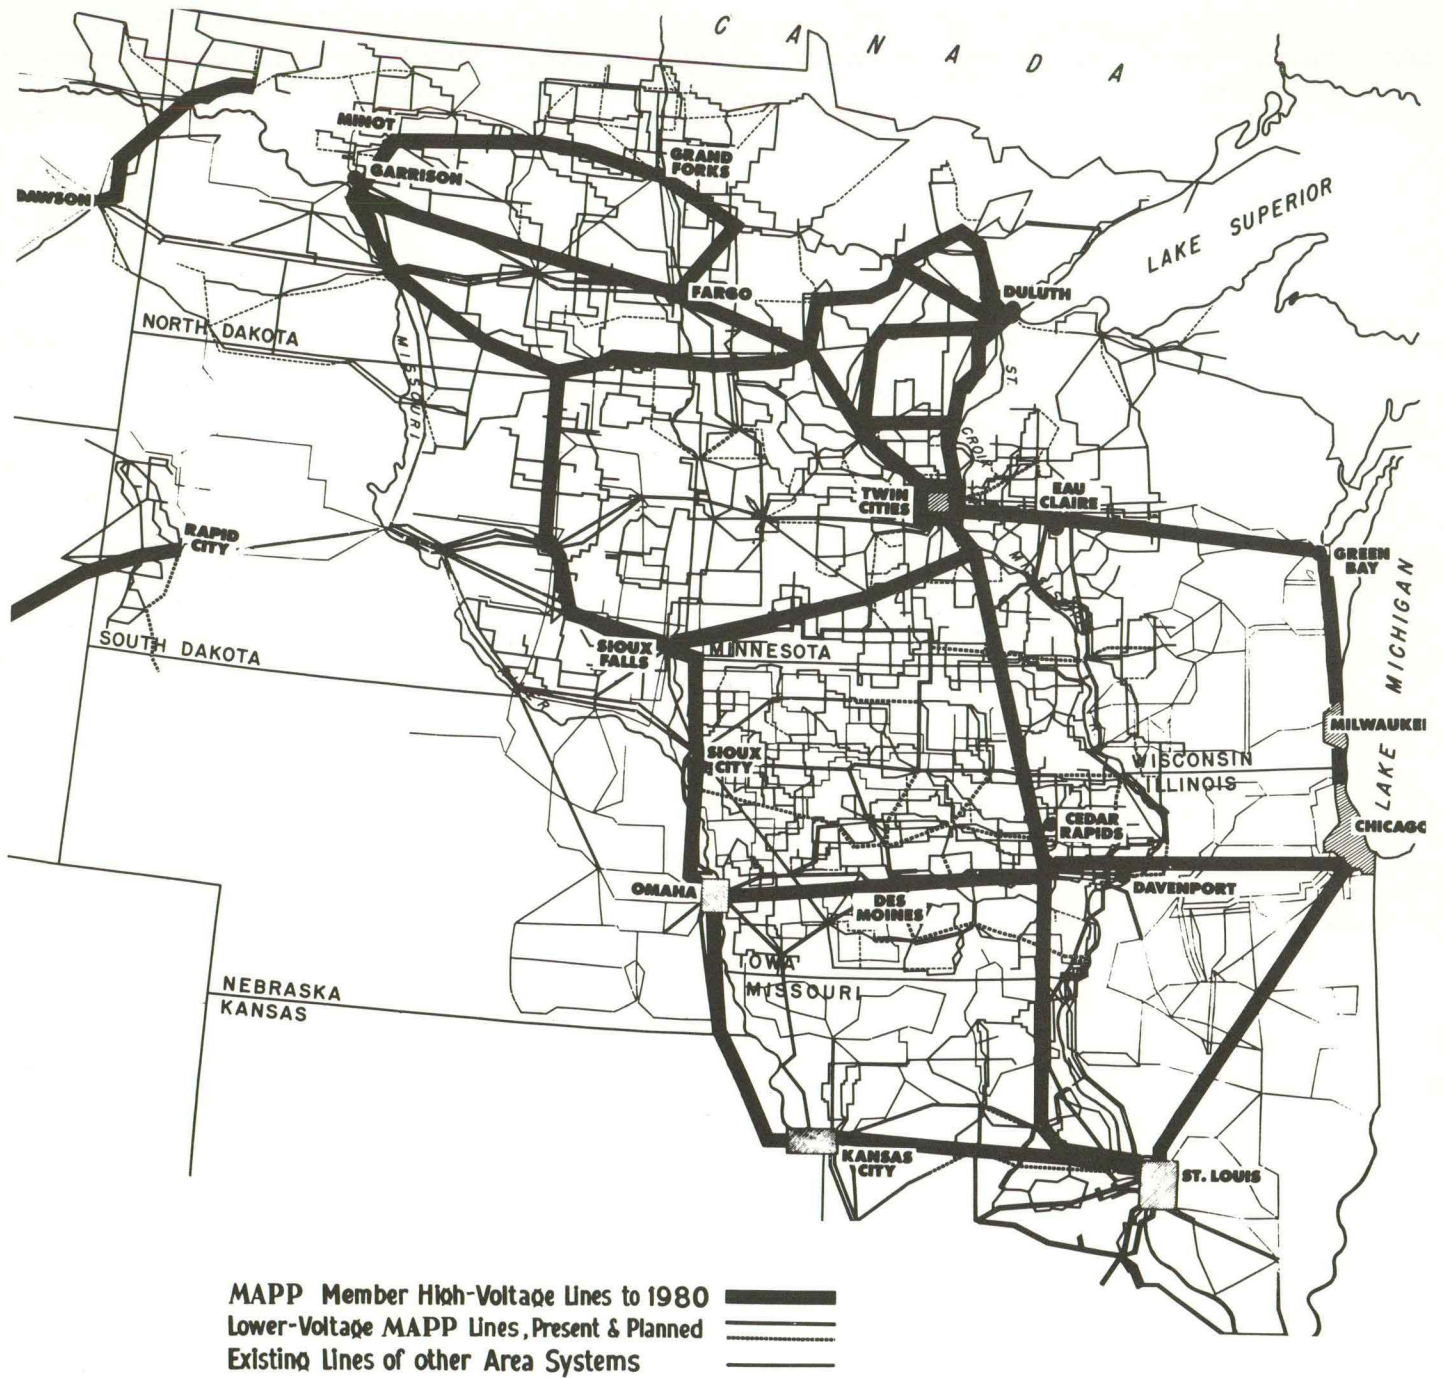 CANADA
MINOT
GRAND
FORKS
GARRISON
DAWSON
LAKE SUPERIOR
FARGO
DULUTH
NORTH DAKOTA
MISSOURI
ST.
CROIX
TWIN
CITIES
EAU
CLAIRE
RAPID
CITY
GREEN
BAY
SOUTH DAKOTA
SIOUX
FALLS
MINNESOTA
LAKE MICHIGAN
MILWAUKE
SIOUX
CITY
WISCONSIN
ILLINOIS
CEDAR
RAPIDS
CHICAGO
OMAHA
DES
MOINES
DAVENPORT
IOWA
MISSOURI
NEBRASKA
KANSAS
KANSAS
CITY
ST. LOUIS
MAPP Member High-Voltage Lines to 1980
Lower-Voltage MAPP Lines, Present & Planned
Existing Lines of other Area Systems